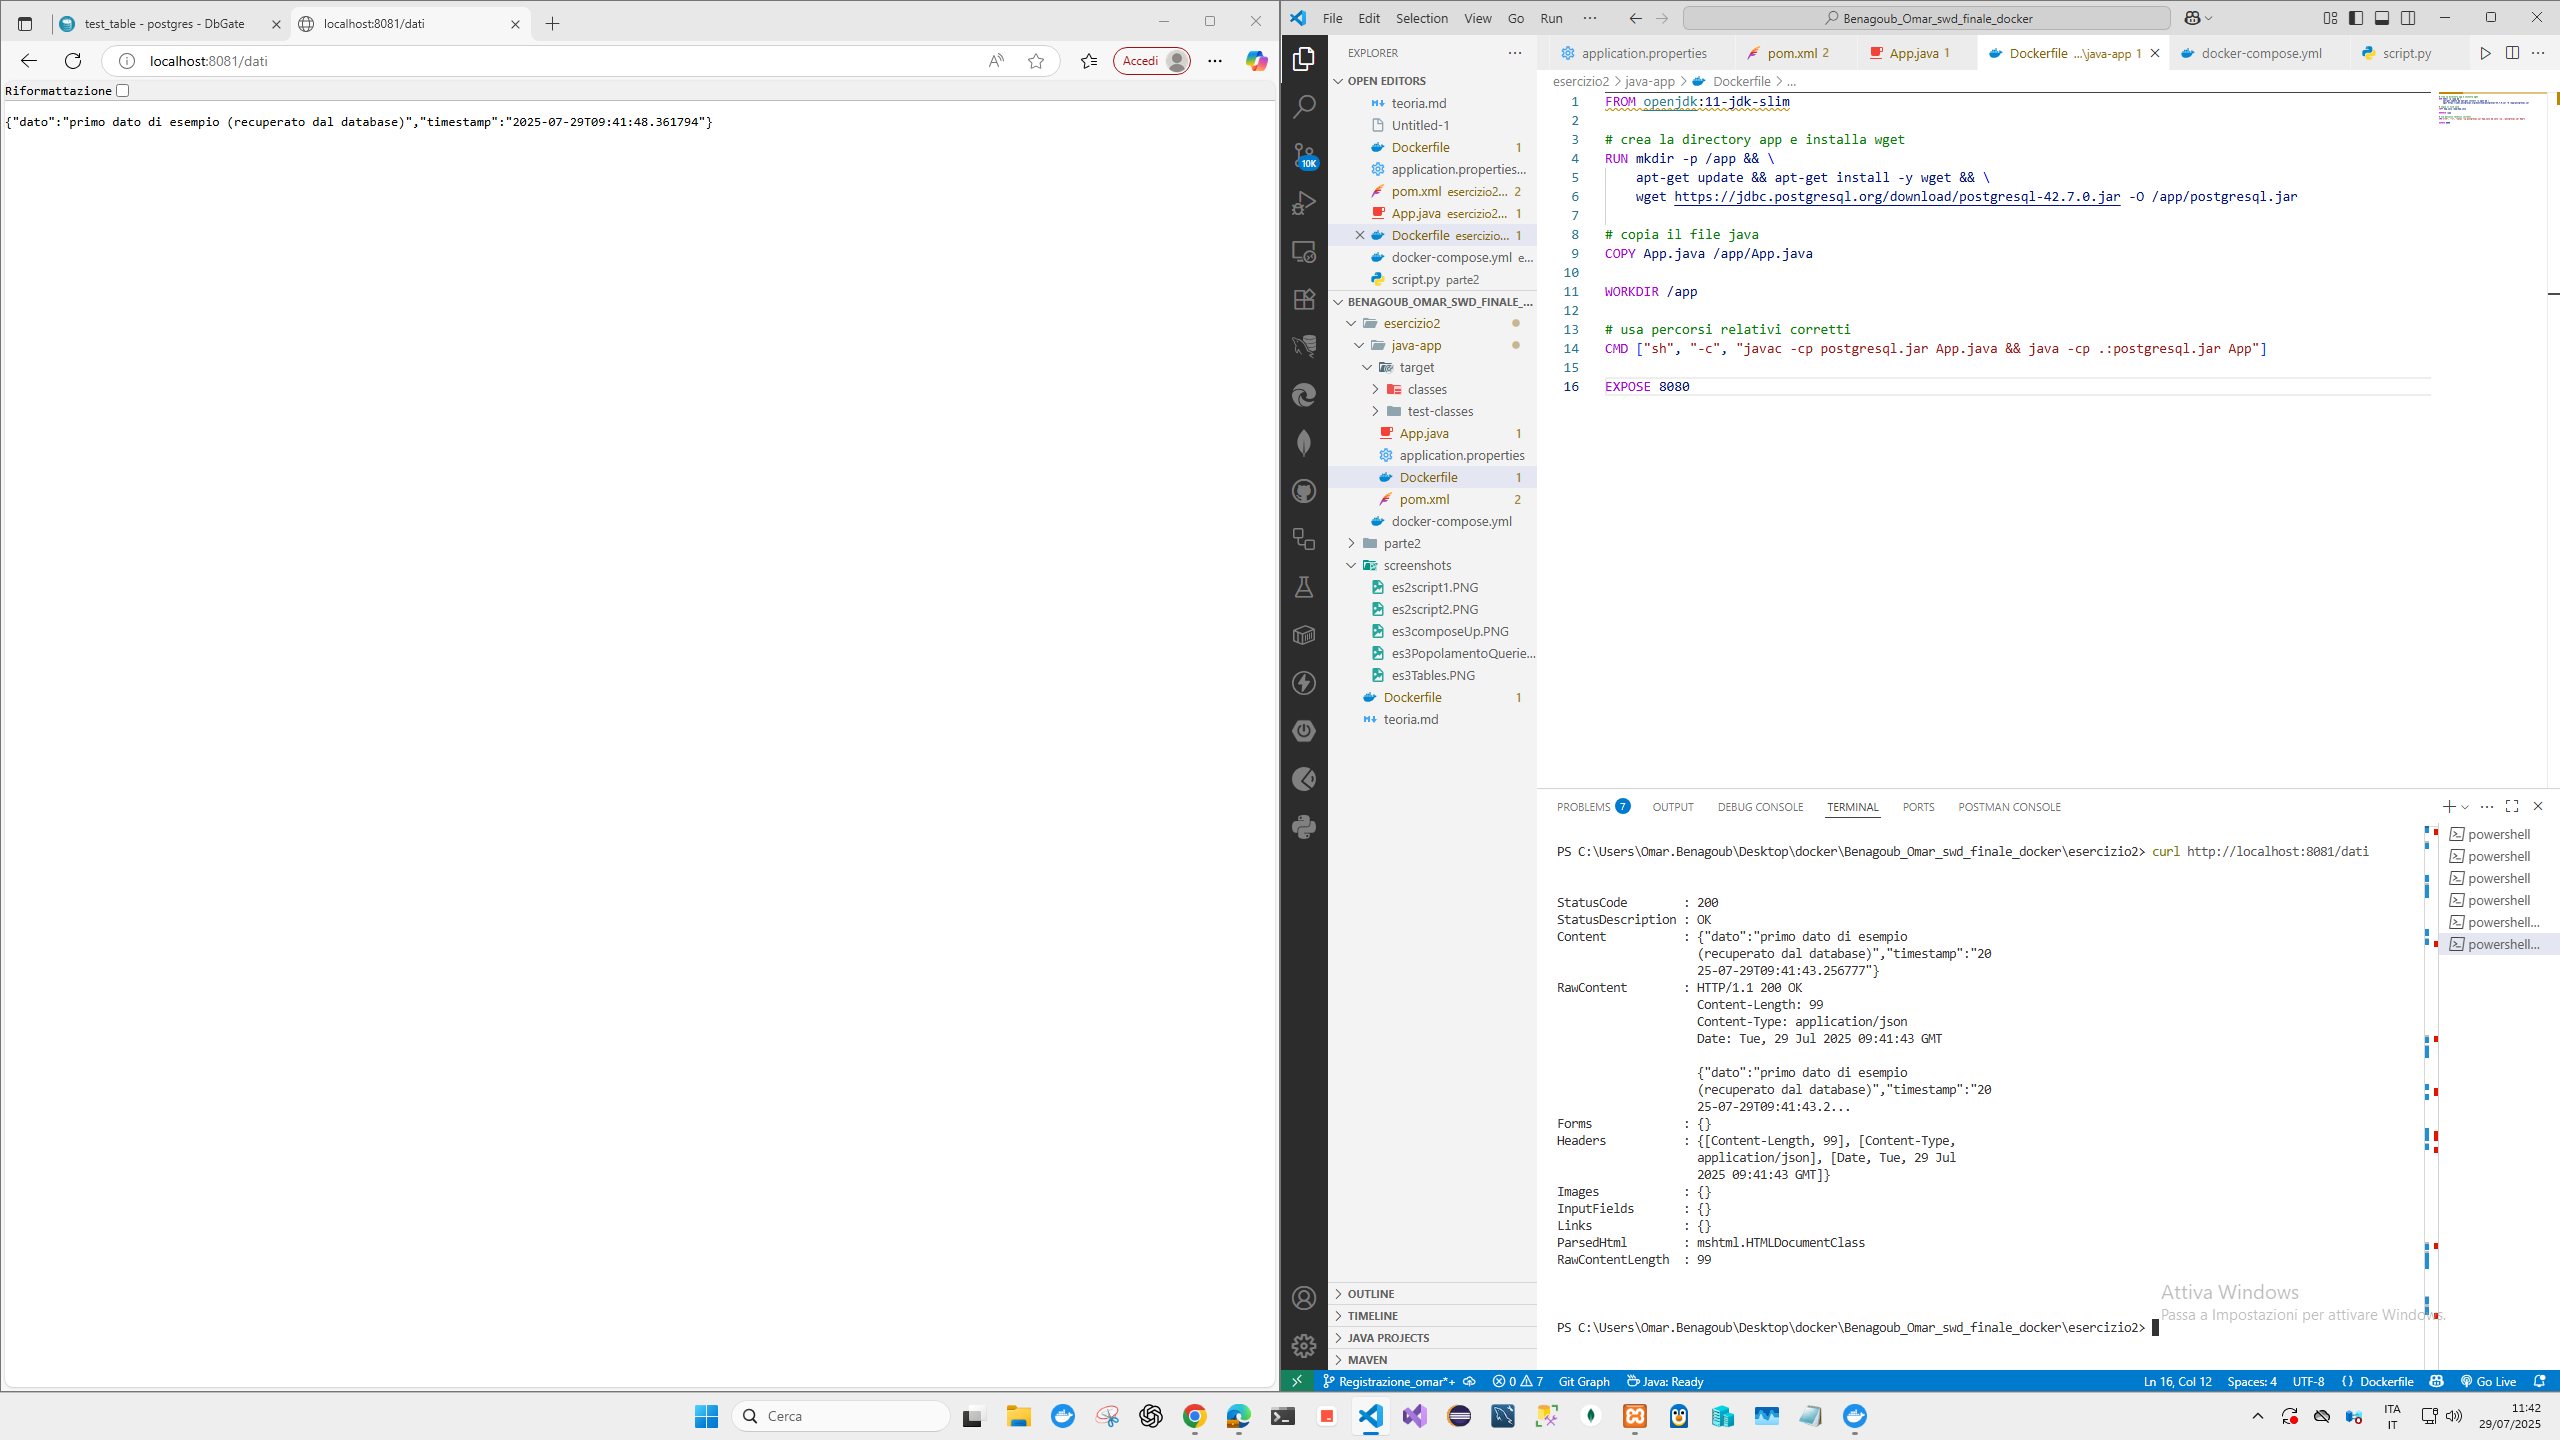 test_table - postgres - DbGate
localhost:8081/dati
localhost:8081/dati
Accedi
Riformattazione
{"dato":"primo dato di esempio (recuperato dal database)","timestamp":"2025-07-29T09:41:48.361794"}
File Edit Selection View Go Run
Benagoub_Omar_swd_finale_docker
EXPLORER
OPEN EDITORS
teoria.md
Untitled-1
Dockerfile 1
application.properties...
pom.xml esercizio2... 2
App.java esercizio2... 1
Dockerfile esercizio... 1
docker-compose.yml e...
script.py parte2
BENAGOUB_OMAR_SWD_FINALE_...
esercizio2
java-app
target
classes
test-classes
App.java 1
application.properties
Dockerfile 1
pom.xml 2
docker-compose.yml
parte2
screenshots
es2script1.PNG
es2script2.PNG
es3composeUp.PNG
es3PopolamentoQuerie...
es3Tables.PNG
Dockerfile 1
teoria.md
OUTLINE
TIMELINE
JAVA PROJECTS
MAVEN
10K
application.properties
pom.xml 2
App.java 1
Dockerfile ...\java-app 1
docker-compose.yml
script.py
esercizio2 > java-app > Dockerfile > ...
1 FROM openjdk:11-jdk-slim
2
3 # crea la directory app e installa wget
4 RUN mkdir -p /app && \
5 apt-get update && apt-get install -y wget && \
6 wget https://jdbc.postgresql.org/download/postgresql-42.7.0.jar -O /app/postgresql.jar
7
8 # copia il file java
9 COPY App.java /app/App.java
10
11 WORKDIR /app
12
13 # usa percorsi relativi corretti
14 CMD ["sh", "-c", "javac -cp postgresql.jar App.java && java -cp .:postgresql.jar App"]
15
16 EXPOSE 8080
PROBLEMS 7 OUTPUT DEBUG CONSOLE TERMINAL PORTS POSTMAN CONSOLE
PS C:\Users\Omar.Benagoub\Desktop\docker\Benagoub_Omar_swd_finale_docker\esercizio2> curl http://localhost:8081/dati
StatusCode : 200
StatusDescription : OK
Content : {"dato":"primo dato di esempio
(recuperato dal database)","timestamp":"20
25-07-29T09:41:43.256777"}
RawContent : HTTP/1.1 200 OK
Content-Length: 99
Content-Type: application/json
Date: Tue, 29 Jul 2025 09:41:43 GMT
{"dato":"primo dato di esempio
(recuperato dal database)","timestamp":"20
25-07-29T09:41:43.2...
Forms : {}
Headers : {[Content-Length, 99], [Content-Type,
application/json], [Date, Tue, 29 Jul
2025 09:41:43 GMT]}
Images : {}
InputFields : {}
Links : {}
ParsedHtml : mshtml.HTMLDocumentClass
RawContentLength : 99
PS C:\Users\Omar.Benagoub\Desktop\docker\Benagoub_Omar_swd_finale_docker\esercizio2>
powershell
powershell
powershell
powershell
powershell...
powershell...
Attiva Windows
Passa a Impostazioni per attivare Windows.
Registrazione_omar*+ 0 7 Git Graph Java: Ready
Ln 16, Col 12 Spaces: 4 UTF-8 {} Dockerfile Go Live
Cerca
ITA
IT
11:42
29/07/2025